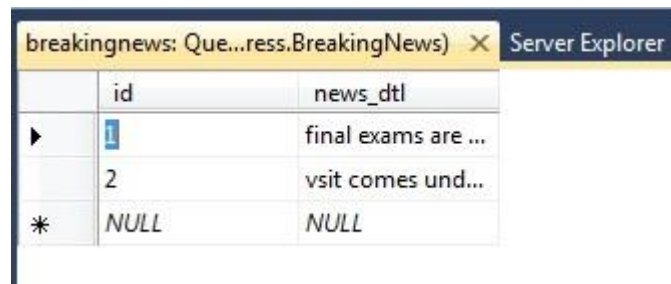 breakingnews: Que...ress.BreakingNews) × Server Explorer
id news_dtl
1 final exams are ...
2 vsit comes und...
NULL NULL